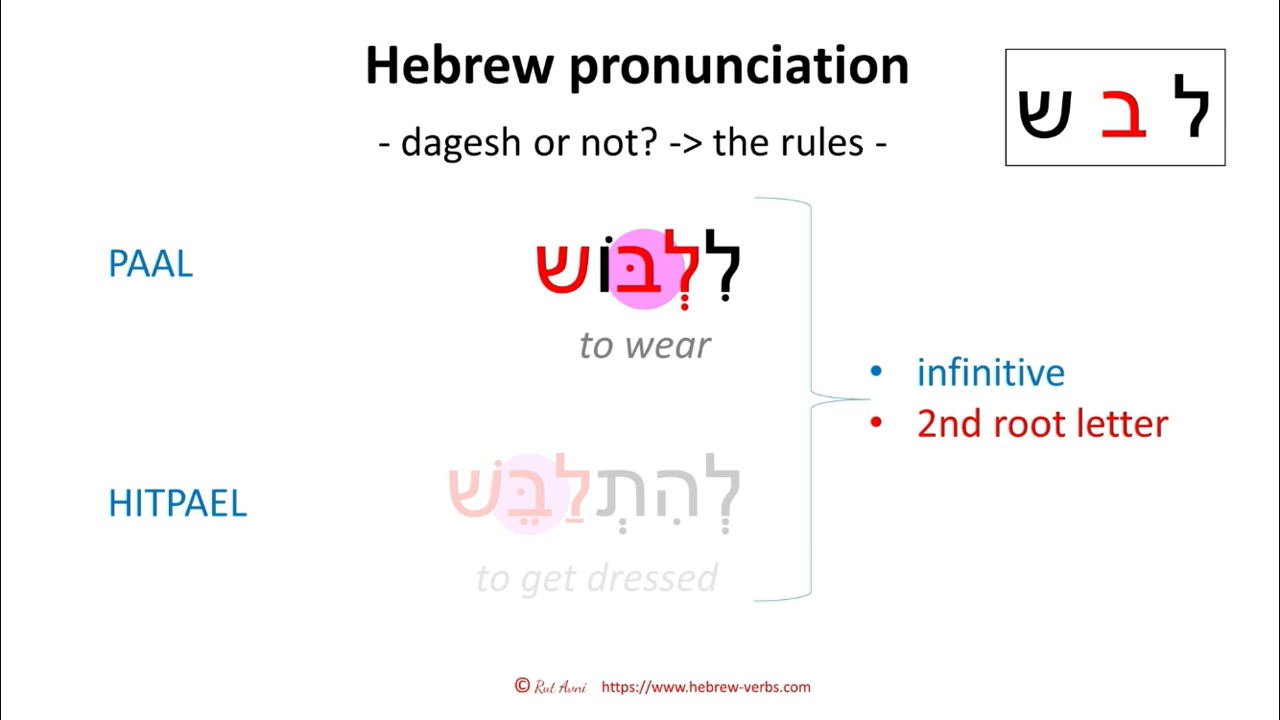 Hebrew pronunciation
- dagesh or not? -> the rules -
ל ב ש
PAAL
לִלְבּוֹשׁ
to wear
• infinitive
• 2nd root letter
HITPAEL
לְהִתְלַבֵּשׁ
to get dressed
© Rut Avni https://www.hebrew-verbs.com